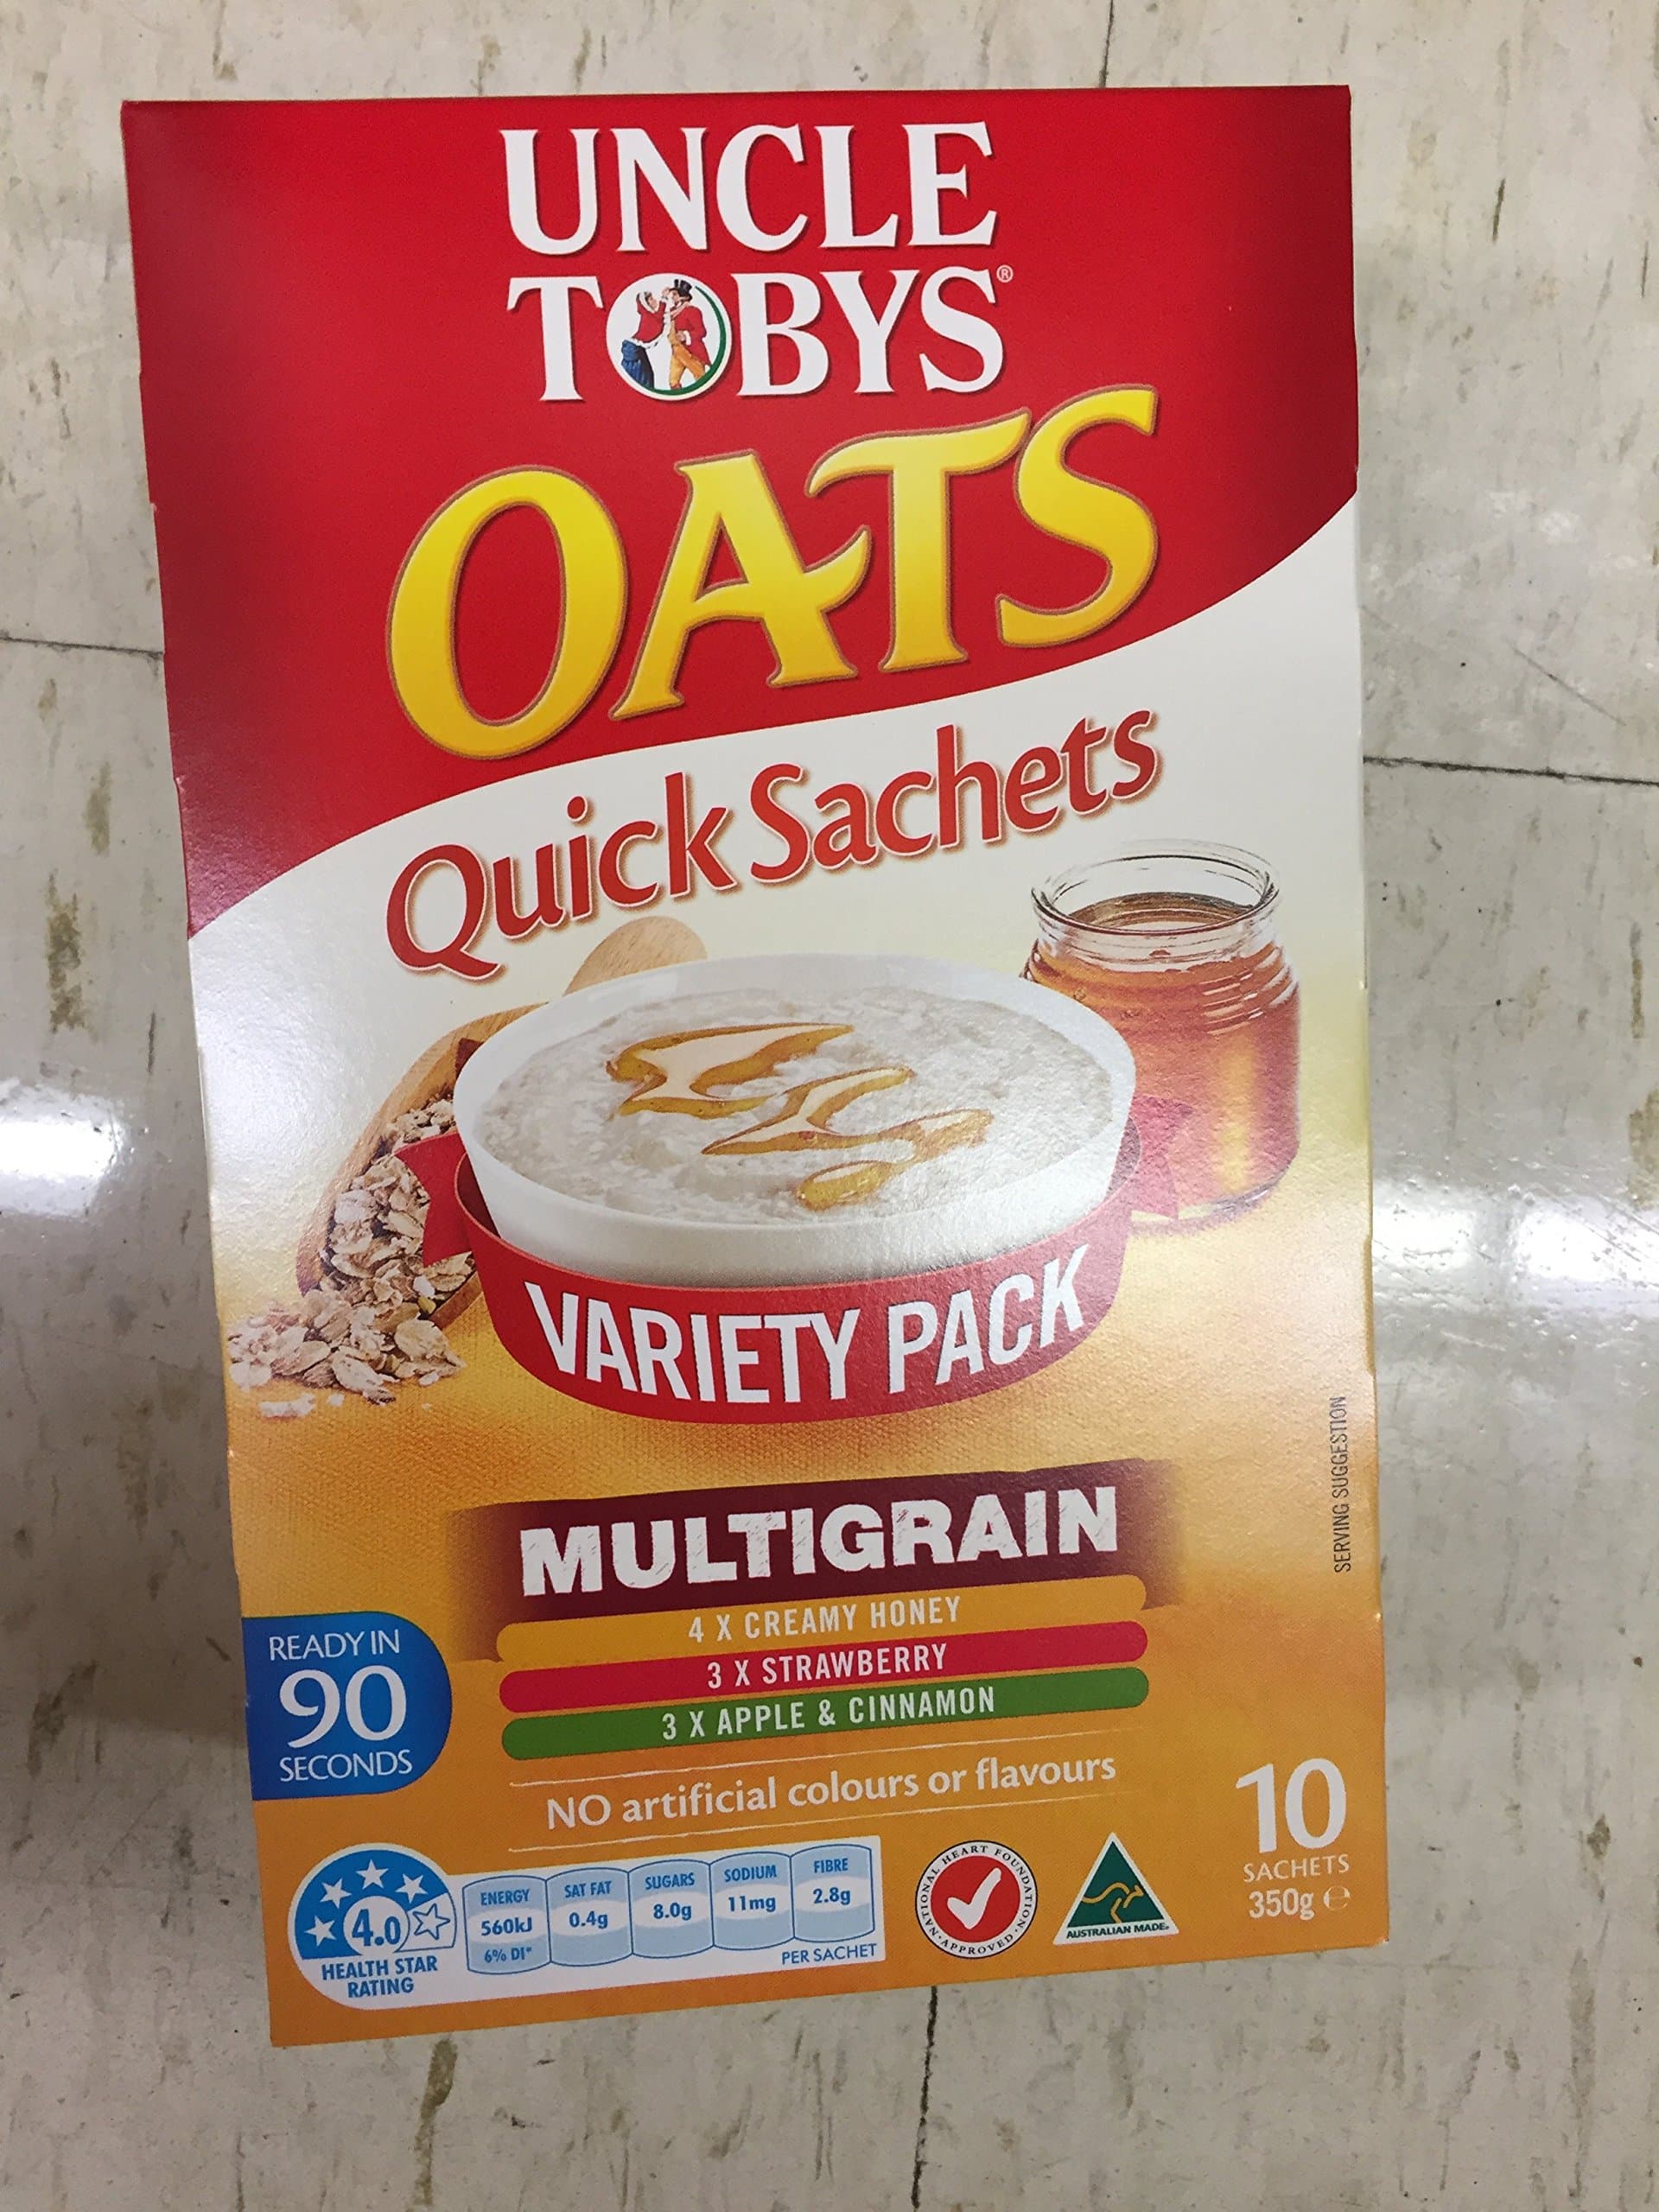 UNCLE
TOBYS®
OATS
Quick Sachets
VARIETY PACK
SERVING SUGGESTION
MULTIGRAIN
4 X CREAMY HONEY
3 X STRAWBERRY
3 X APPLE & CINNAMON
READY IN
90
SECONDS
NO artificial colours or flavours
10
SACHETS
350g ℮
4.0
HEALTH STAR
RATING
ENERGY
560kJ
6% DI*
SAT FAT
0.4g
SUGARS
8.0g
SODIUM
11mg
FIBRE
2.8g
PER SACHET
NATIONAL HEART FOUNDATION
APPROVED
AUSTRALIAN MADE